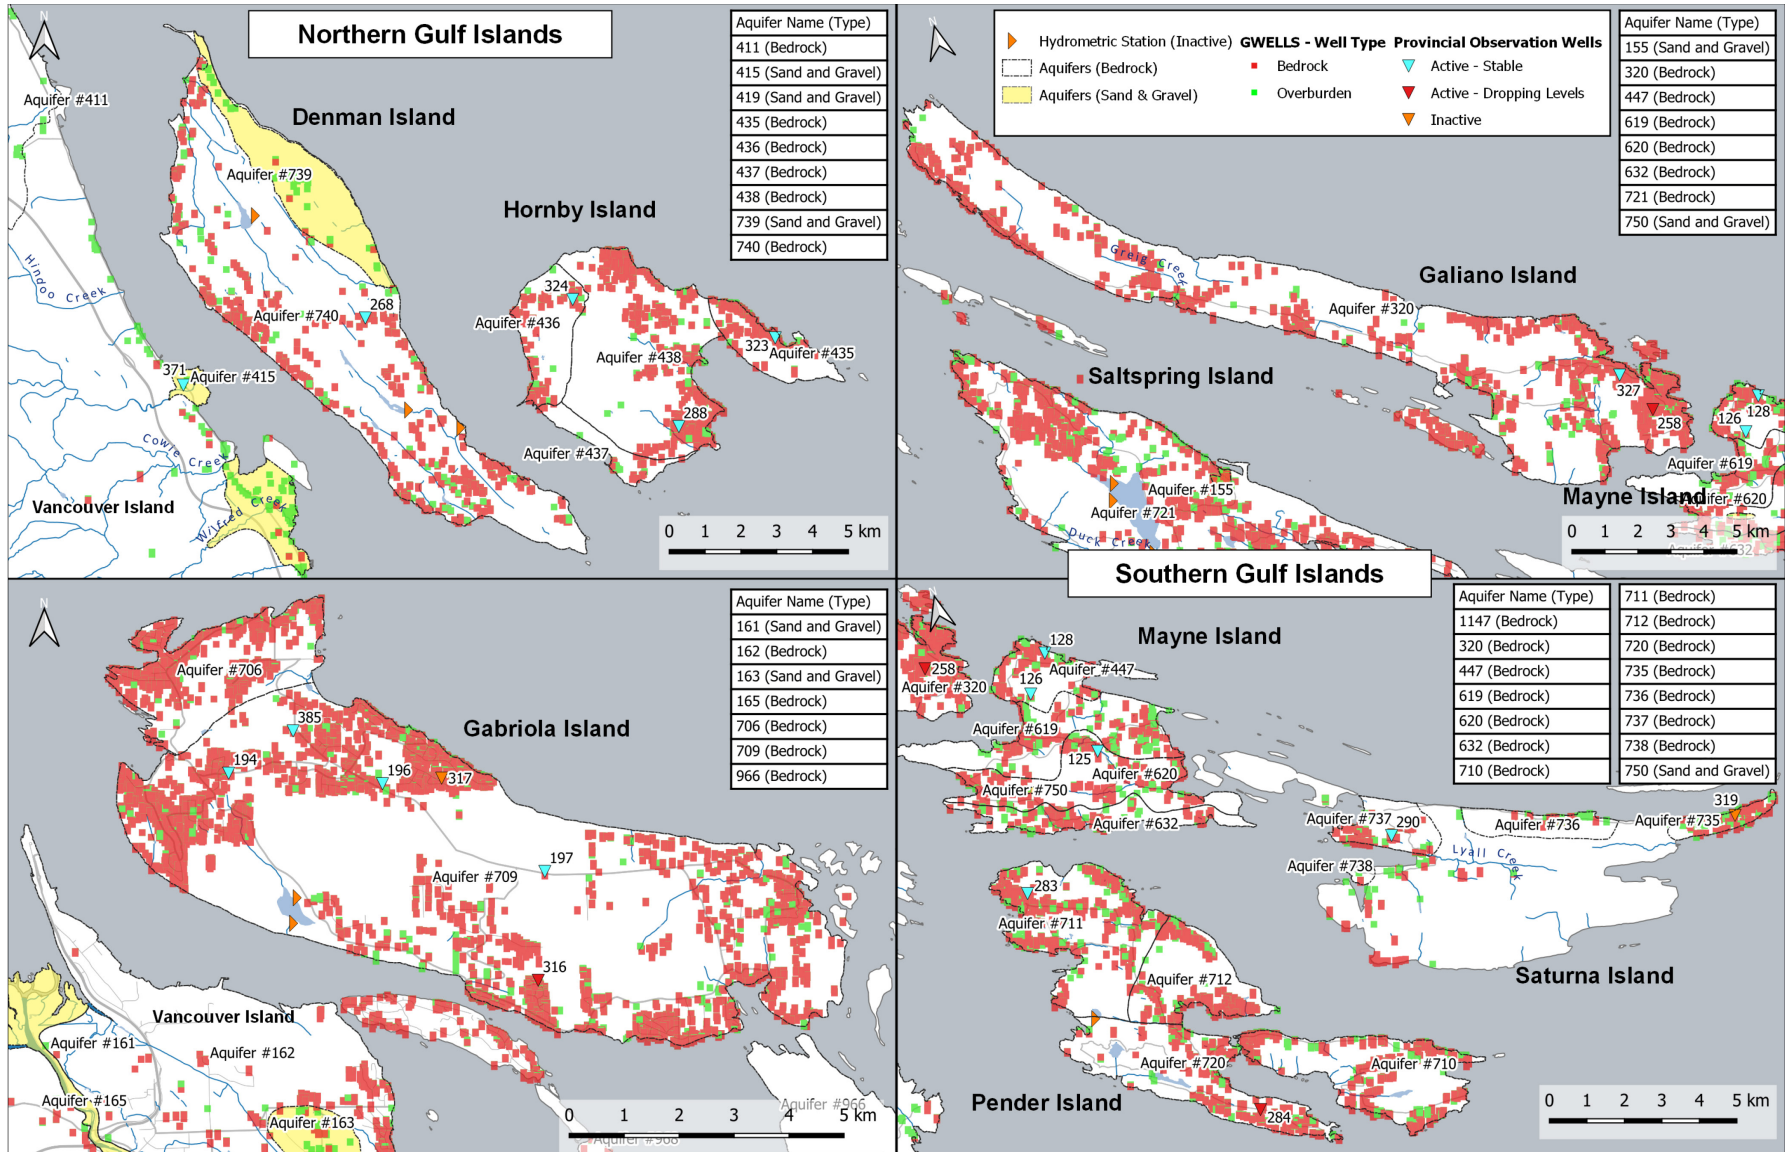 Northern Gulf Islands
N
Aquifer Name (Type)
411 (Bedrock)
415 (Sand and Gravel)
419 (Sand and Gravel)
435 (Bedrock)
436 (Bedrock)
437 (Bedrock)
438 (Bedrock)
739 (Sand and Gravel)
740 (Bedrock)
Aquifer #411
Denman Island
Aquifer #739
Hornby Island
Hindoo Creek
324
268
Aquifer #740
Aquifer #436
323
Aquifer #435
Aquifer #438
371
Aquifer #415
288
Cowie Creek
Aquifer #437
Vancouver Island
Wilfred Creek
0 1 2 3 4 5 km
N
Hydrometric Station (Inactive)
Aquifers (Bedrock)
Aquifers (Sand & Gravel)
GWELLS - Well Type
Bedrock
Overburden
Provincial Observation Wells
Active - Stable
Active - Dropping Levels
Inactive
Aquifer Name (Type)
155 (Sand and Gravel)
320 (Bedrock)
447 (Bedrock)
619 (Bedrock)
620 (Bedrock)
632 (Bedrock)
721 (Bedrock)
750 (Sand and Gravel)
Greig Creek
Galiano Island
Aquifer #320
Saltspring Island
327
258
126 128
Aquifer #619
Aquifer #155
Mayne Island
Aquifer #620
Aquifer #721
Duck Creek
0 1 2 3 4 5 km
Aquifer #632
Southern Gulf Islands
N
Aquifer Name (Type)
161 (Sand and Gravel)
162 (Bedrock)
163 (Sand and Gravel)
165 (Bedrock)
706 (Bedrock)
709 (Bedrock)
966 (Bedrock)
Aquifer #706
Gabriola Island
385
194
196
317
197
Aquifer #709
316
Vancouver Island
Aquifer #161
Aquifer #162
Aquifer #165
Aquifer #163
Aquifer #966
0 1 2 3 4 5 km
Aquifer #968
N
Aquifer Name (Type)
1147 (Bedrock)
320 (Bedrock)
447 (Bedrock)
619 (Bedrock)
620 (Bedrock)
632 (Bedrock)
710 (Bedrock)
711 (Bedrock)
712 (Bedrock)
720 (Bedrock)
735 (Bedrock)
736 (Bedrock)
737 (Bedrock)
738 (Bedrock)
750 (Sand and Gravel)
Mayne Island
128
258
Aquifer #447
Aquifer #320
126
Aquifer #619
125
Aquifer #620
Aquifer #750
Aquifer #632
319
Aquifer #737
290
Aquifer #736
Aquifer #735
Lyall Creek
Aquifer #738
283
Aquifer #711
Aquifer #712
Saturna Island
Aquifer #720
Aquifer #710
Pender Island
284
0 1 2 3 4 5 km